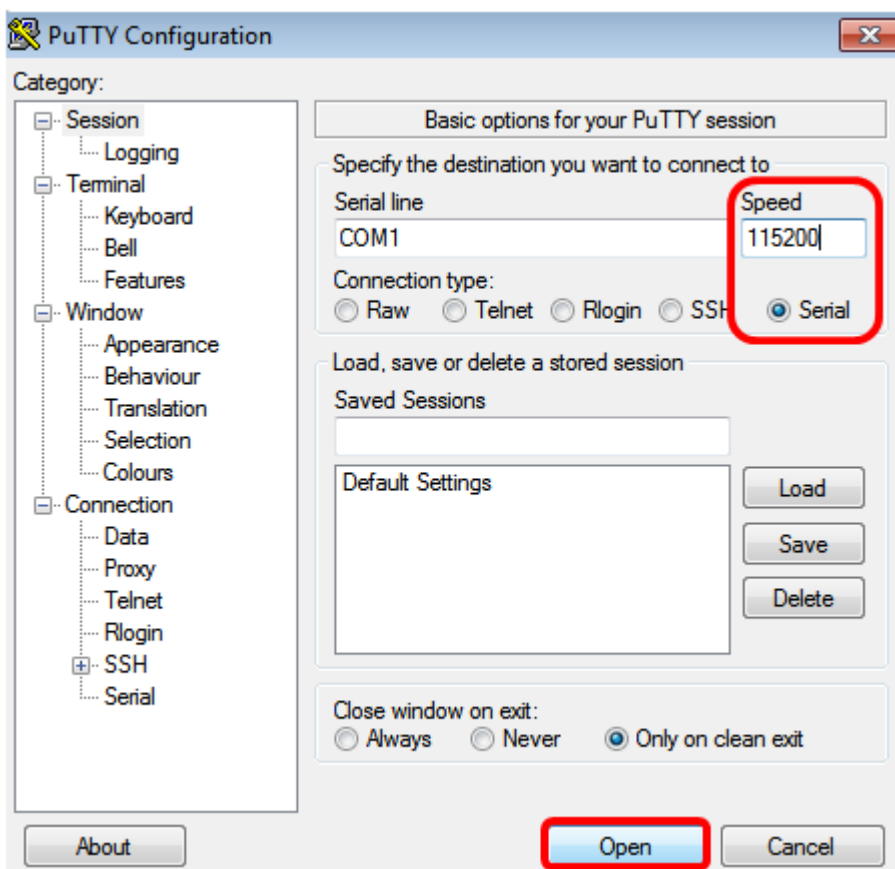 PuTTY Configuration
Category:
Session
Logging
Terminal
Keyboard
Bell
Features
Window
Appearance
Behaviour
Translation
Selection
Colours
Connection
Data
Proxy
Telnet
Rlogin
SSH
Serial
Basic options for your PuTTY session
Specify the destination you want to connect to
Serial line Speed
COM1 115200
Connection type:
Raw Telnet Rlogin SSH Serial
Load, save or delete a stored session
Saved Sessions
Default Settings
Load
Save
Delete
Close window on exit:
Always Never Only on clean exit
About Open Cancel